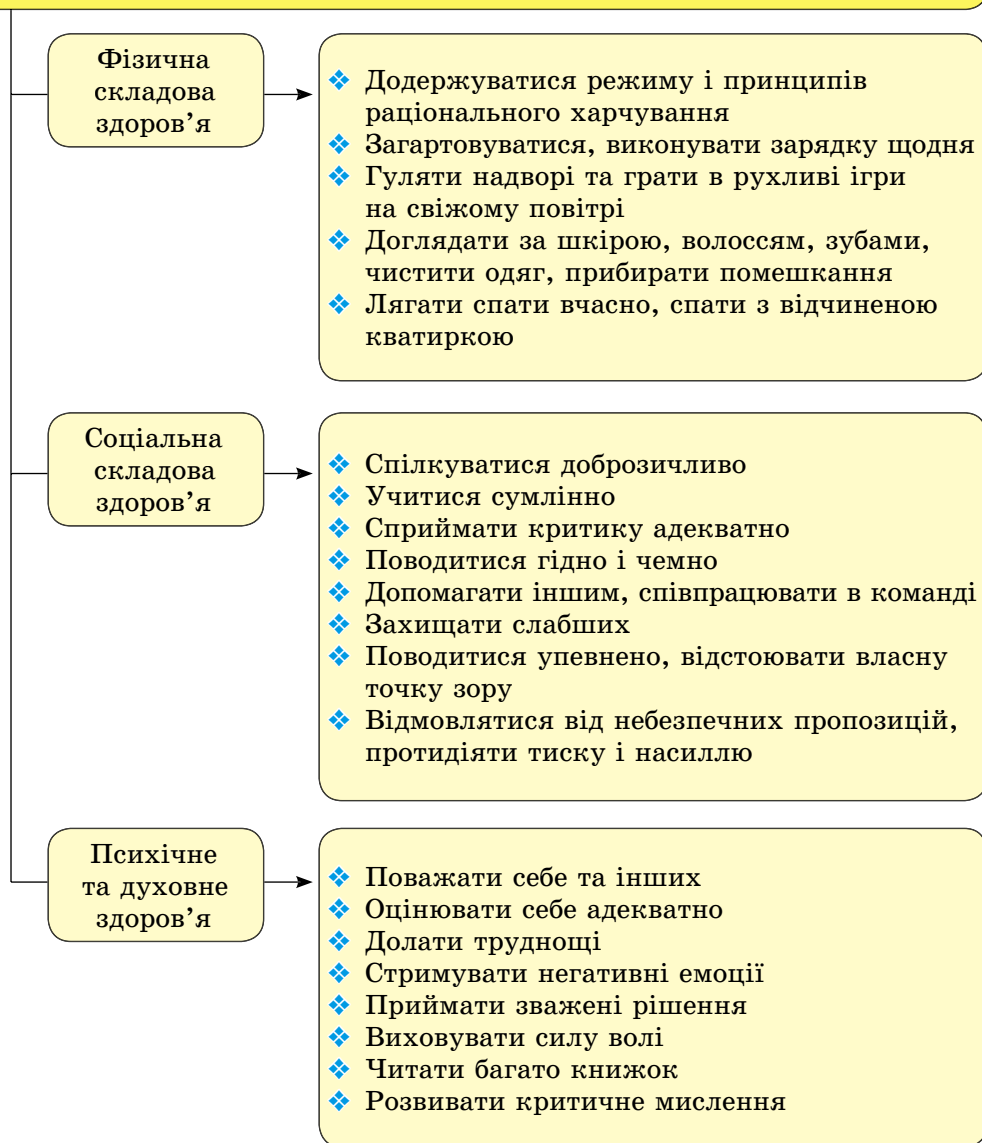 Фізична
складова
здоров’я
❖ Додержуватися режиму і принципів
раціонального харчування
❖ Загартовуватися, виконувати зарядку щодня
❖ Гуляти надворі та грати в рухливі ігри
на свіжому повітрі
❖ Доглядати за шкірою, волоссям, зубами,
чистити одяг, прибирати помешкання
❖ Лягати спати вчасно, спати з відчиненою
кватиркою
Соціальна
складова
здоров’я
❖ Спілкуватися доброзичливо
❖ Учитися сумлінно
❖ Сприймати критику адекватно
❖ Поводитися гідно і чемно
❖ Допомагати іншим, співпрацювати в команді
❖ Захищати слабших
❖ Поводитися упевнено, відстоювати власну
точку зору
❖ Відмовлятися від небезпечних пропозицій,
протидіяти тиску і насиллю
Психічне
та духовне
здоров’я
❖ Поважати себе та інших
❖ Оцінювати себе адекватно
❖ Долати труднощі
❖ Стримувати негативні емоції
❖ Приймати зважені рішення
❖ Виховувати силу волі
❖ Читати багато книжок
❖ Розвивати критичне мислення